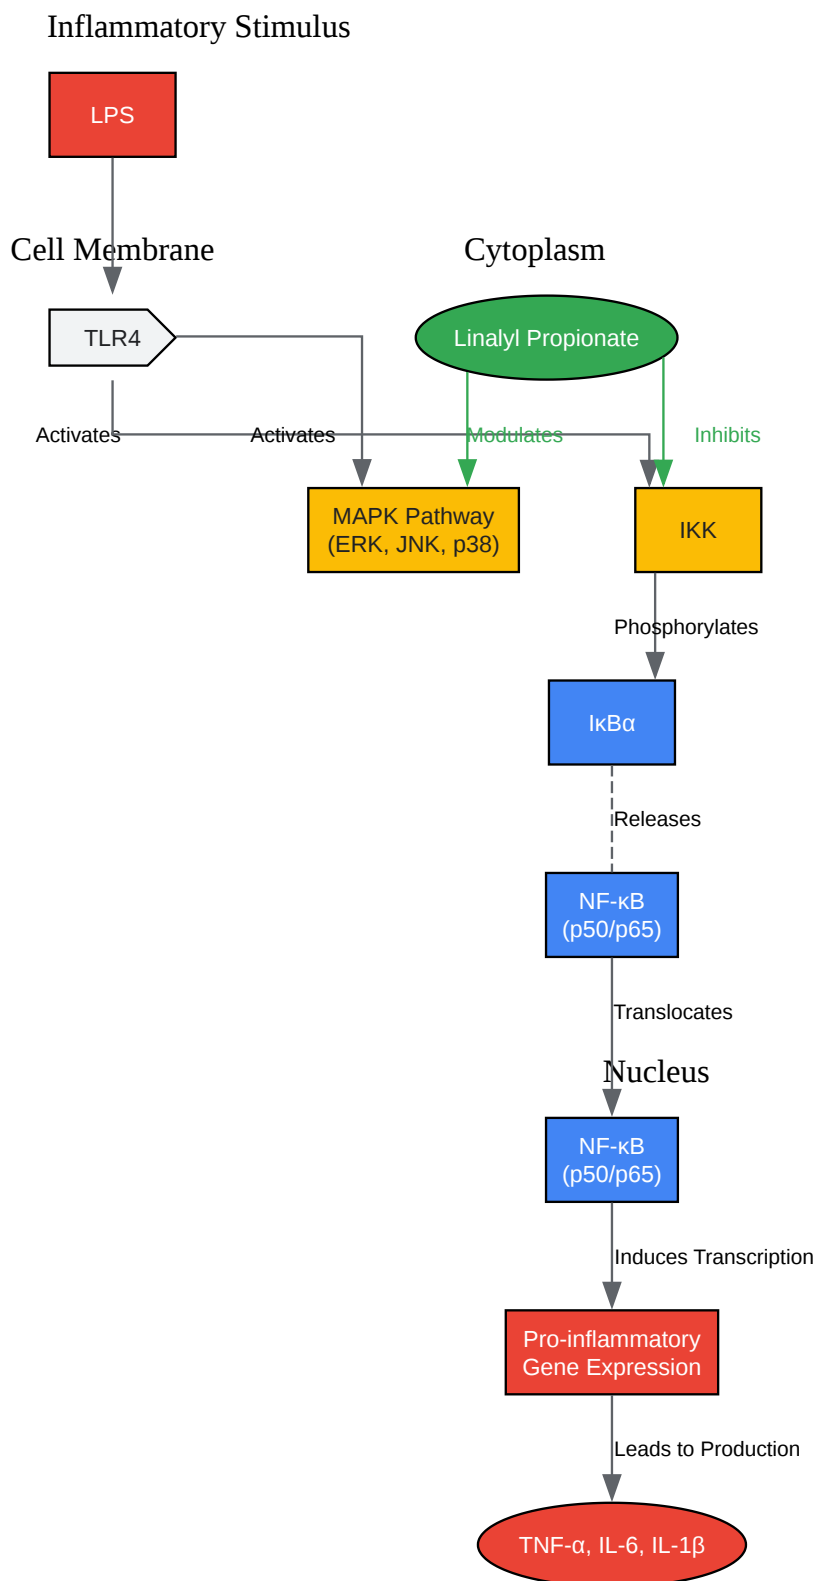 Inflammatory Stimulus
LPS
Cell Membrane
Cytoplasm
TLR4
Linalyl Propionate
Activates
Activates
Modulates
Inhibits
MAPK Pathway
(ERK, JNK, p38)
IKK
Phosphorylates
IκBα
Releases
NF-κB
(p50/p65)
Translocates
Nucleus
NF-κB
(p50/p65)
Induces Transcription
Pro-inflammatory
Gene Expression
Leads to Production
TNF-α, IL-6, IL-1β